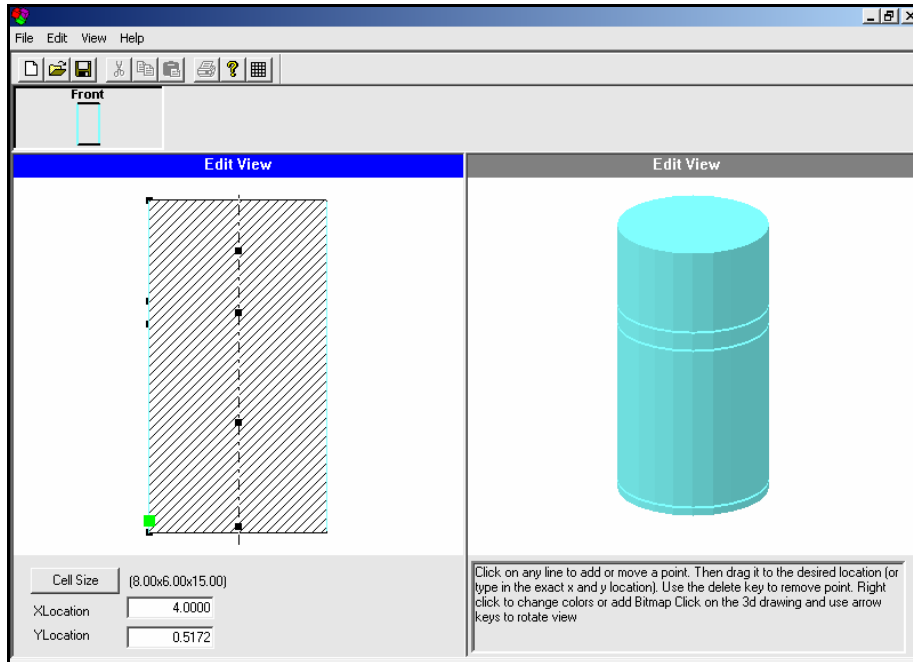 File Edit View Help
Front
Edit View
Edit View
Cell Size (8.00x6.00x15.00)
XLocation 4.0000
YLocation 0.5172
Click on any line to add or move a point. Then drag it to the desired location (or
type in the exact x and y location). Use the delete key to remove point. Right
click to change colors or add Bitmap Click on the 3d drawing and use arrow
keys to rotate view